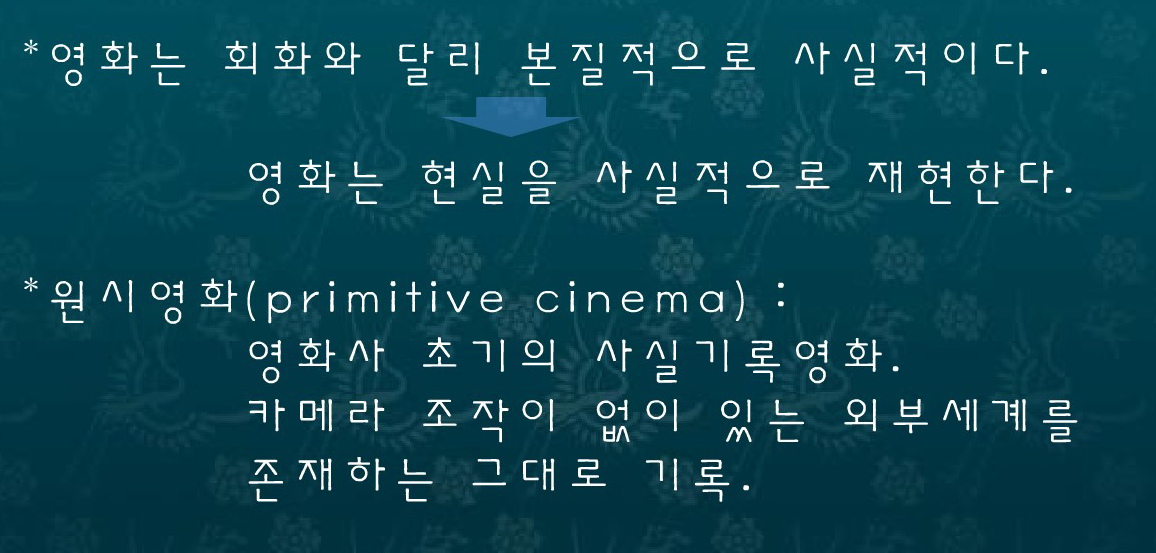 *영화는 회화와 달리 본질적으로 사실적이다.
영화는 현실을 사실적으로 재현한다.
*원시영화(primitive cinema) :
영화사 초기의 사실기록영화.
카메라 조작이 없이 있는 외부세계를
존재하는 그대로 기록.